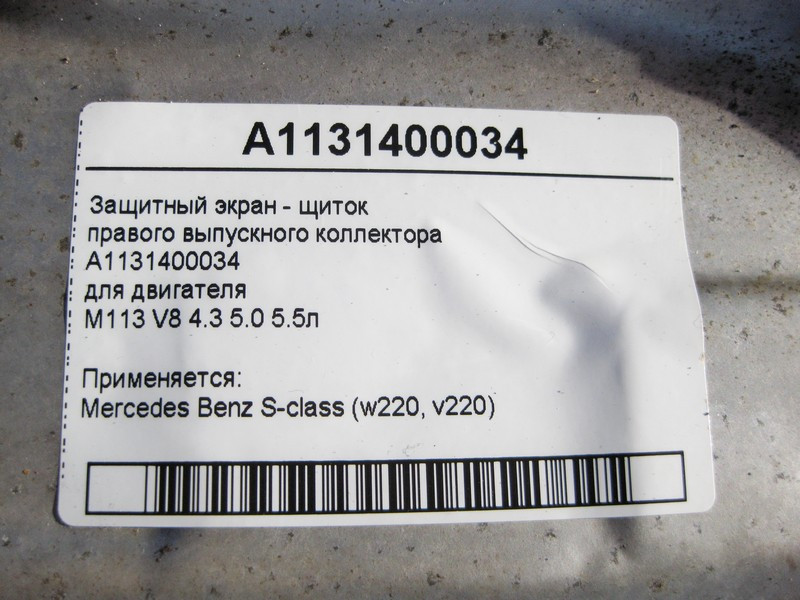 A1131400034
Защитный экран - щиток
правого выпускного коллектора
A1131400034
для двигателя
M113 V8 4.3 5.0 5.5л
Применяется:
Mercedes Benz S-class (w220, v220)